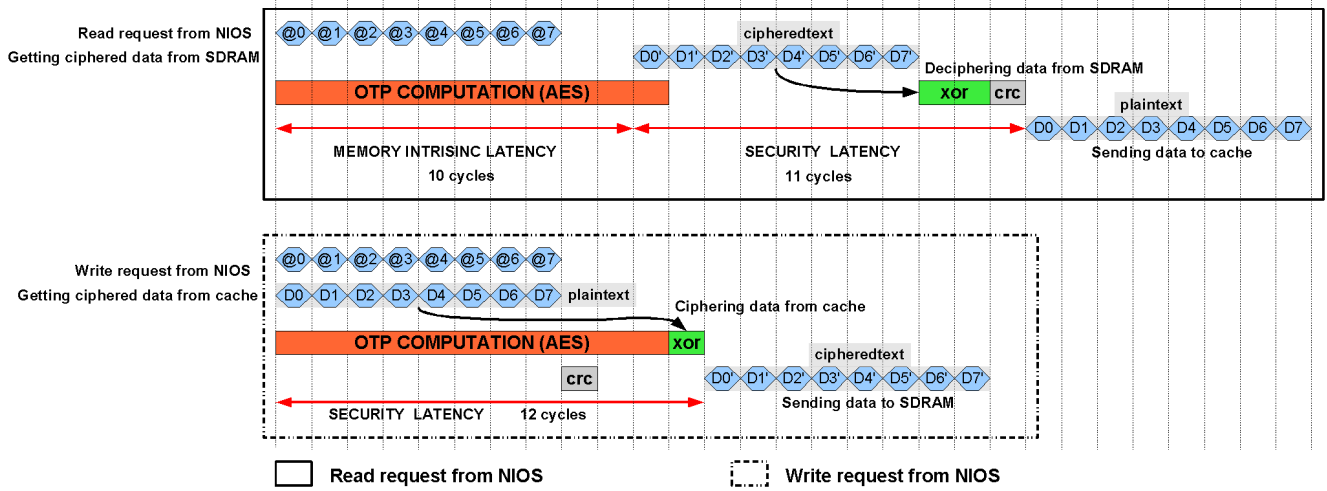 Read request from NIOS @0 @1 @2 @3 @4 @5 @6 @7
cipheredtext
Getting ciphered data from SDRAM D0' D1' D2' D3' D4' D5' D6' D7'
Deciphering data from SDRAM
OTP COMPUTATION (AES) xor crc
plaintext
D0 D1 D2 D3 D4 D5 D6 D7
MEMORY INTRISINC LATENCY SECURITY LATENCY Sending data to cache
10 cycles 11 cycles
Write request from NIOS @0 @1 @2 @3 @4 @5 @6 @7
Getting ciphered data from cache D0 D1 D2 D3 D4 D5 D6 D7 plaintext
Ciphering data from cache
OTP COMPUTATION (AES) xor
cipheredtext
crc D0' D1' D2' D3' D4' D5' D6' D7'
Sending data to SDRAM
SECURITY LATENCY 12 cycles
Read request from NIOS Write request from NIOS